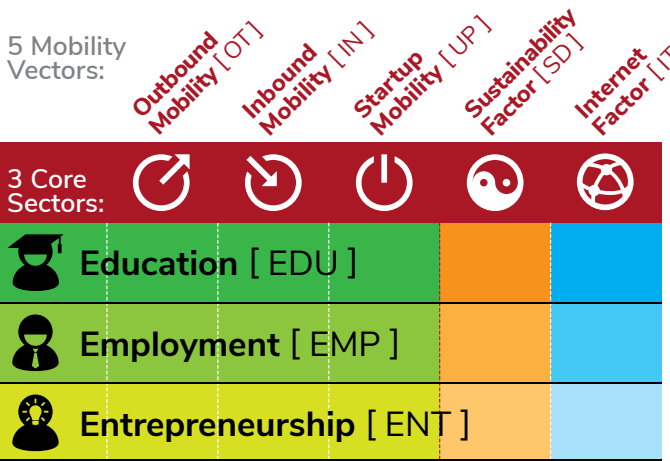 5 Mobility
Vectors:
Outbound
Mobility [ OT ]
Inbound
Mobility [ IN ]
Startup
Mobility [ UP ]
Sustainability
Factor [ SD ]
Internet
Factor [ IT
3 Core
Sectors:
Education [ EDU ]
Employment [ EMP ]
Entrepreneurship [ ENT ]